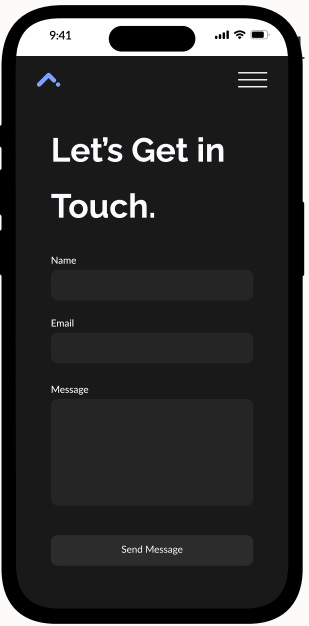 9:41
Let’s Get in
Touch.
Name
Email
Message
Send Message